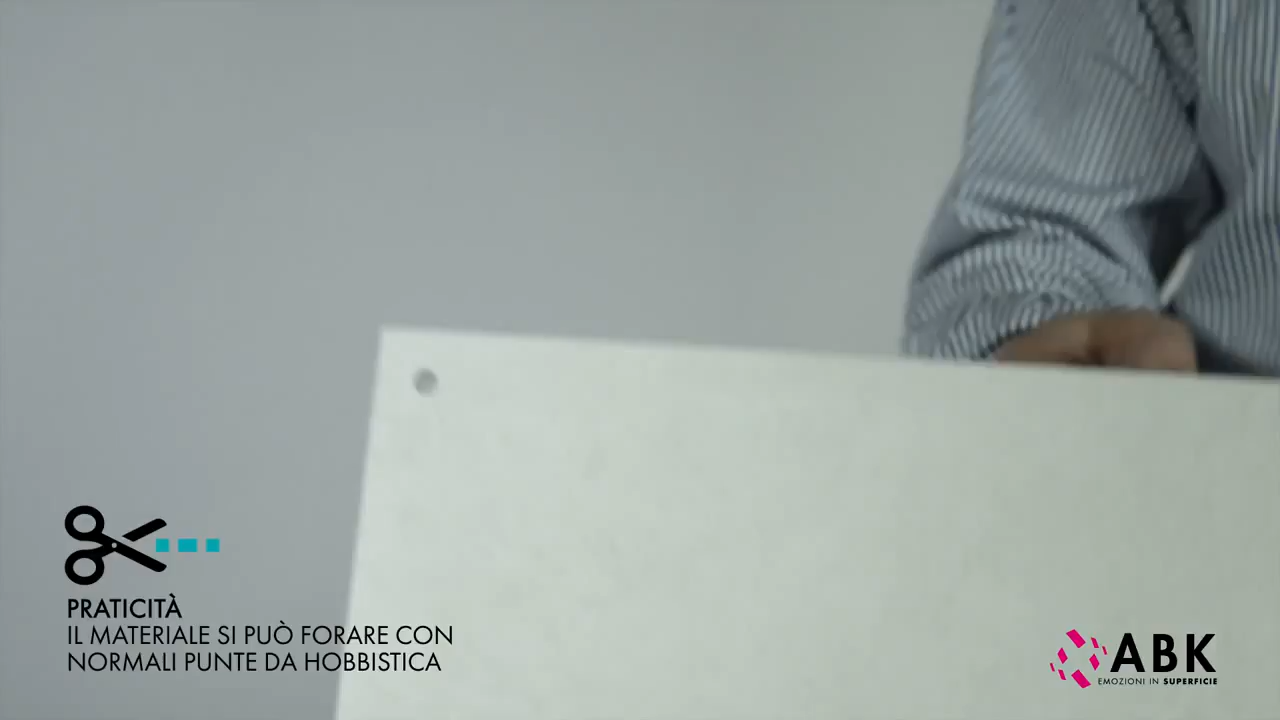 PRATICITÀ
IL MATERIALE SI PUÒ FORARE CON
NORMALI PUNTE DA HOBBISTICA
ABK
EMOZIONI IN SUPERFICIE